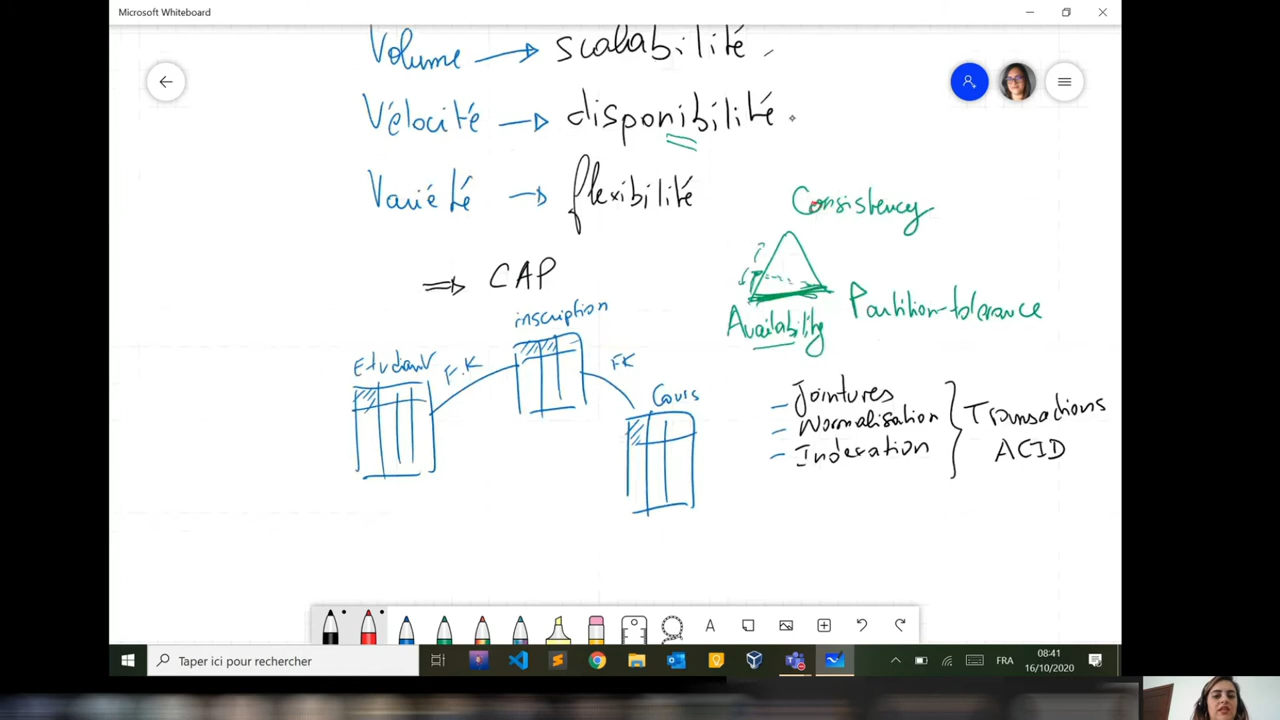 Microsoft Whiteboard
Volume → scalabilité
Vélocité → disponibilité
Variété → flexibilité
Consistency
⇒ CAP
Availability
Partition-tolerance
inscription
Etudiant
F.K
FK
Cours
- Jointures
- Normalisation
- Indexation
Transactions
ACID
Taper ici pour rechercher
FRA
08:41
16/10/2020